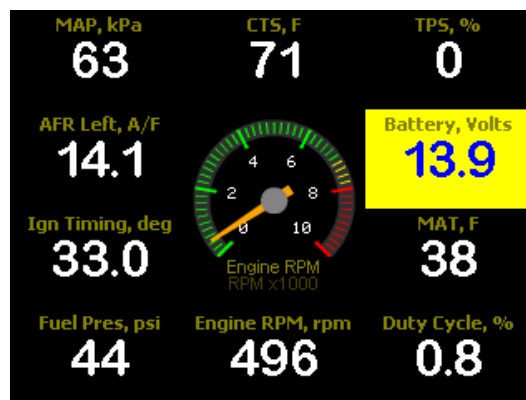 MAP, kPa CTS, F TPS, %
63 71 0
AFR Left, A/F Battery, Volts
14.1 13.9
4 6
2 8
0 10
Ign Timing, deg MAT, F
33.0 38
Engine RPM
RPM x1000
Fuel Pres, psi Engine RPM, rpm Duty Cycle, %
44 496 0.8